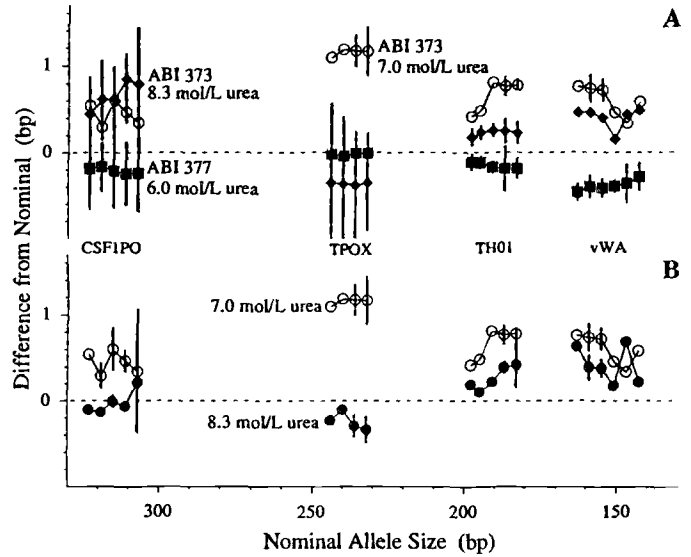 A
1
0
ABI 373
8.3 mol/L urea
ABI 377
6.0 mol/L urea
ABI 373
7.0 mol/L urea
CSF1PO
TPOX
TH01
vWA
B
1
0
7.0 mol/L urea
8.3 mol/L urea
Difference from Nominal (bp)
300
250
200
150
Nominal Allele Size (bp)